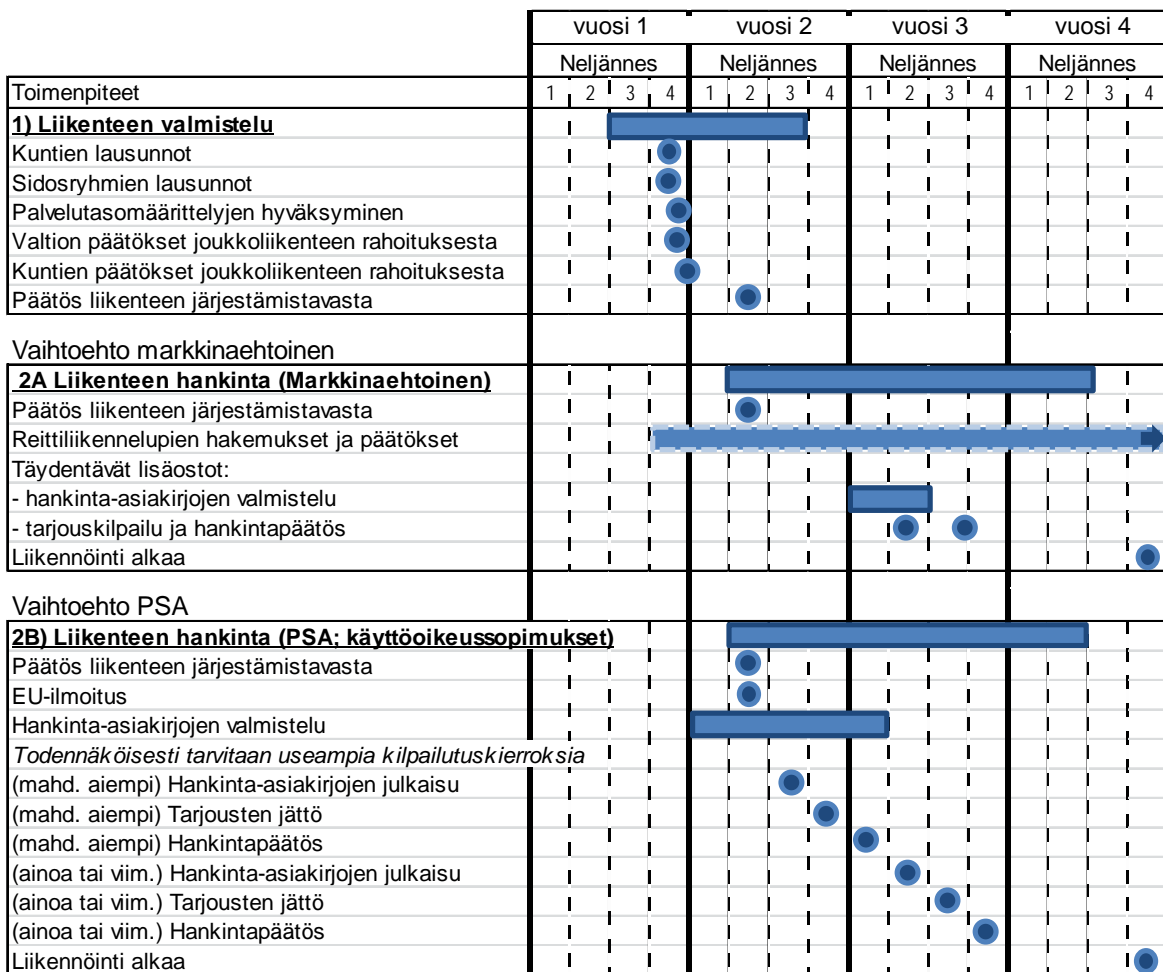 vuosi 1 vuosi 2 vuosi 3 vuosi 4
Neljännes Neljännes Neljännes Neljännes
Toimenpiteet 1 2 3 4 1 2 3 4 1 2 3 4 1 2 3 4
1) Liikenteen valmistelu
Kuntien lausunnot
Sidosryhmien lausunnot
Palvelutasomäärittelyjen hyväksyminen
Valtion päätökset joukkoliikenteen rahoituksesta
Kuntien päätökset joukkoliikenteen rahoituksesta
Päätös liikenteen järjestämistavasta
Vaihtoehto markkinaehtoinen
2A Liikenteen hankinta (Markkinaehtoinen)
Päätös liikenteen järjestämistavasta
Reittiliikennelupien hakemukset ja päätökset
Täydentävät lisäostot:
- hankinta-asiakirjojen valmistelu
- tarjouskilpailu ja hankintapäätös
Liikennöinti alkaa
Vaihtoehto PSA
2B) Liikenteen hankinta (PSA; käyttöoikeussopimukset)
Päätös liikenteen järjestämistavasta
EU-ilmoitus
Hankinta-asiakirjojen valmistelu
Todennäköisesti tarvitaan useampia kilpailutuskierroksia
(mahd. aiempi) Hankinta-asiakirjojen julkaisu
(mahd. aiempi) Tarjousten jättö
(mahd. aiempi) Hankintapäätös
(ainoa tai viim.) Hankinta-asiakirjojen julkaisu
(ainoa tai viim.) Tarjousten jättö
(ainoa tai viim.) Hankintapäätös
Liikennöinti alkaa